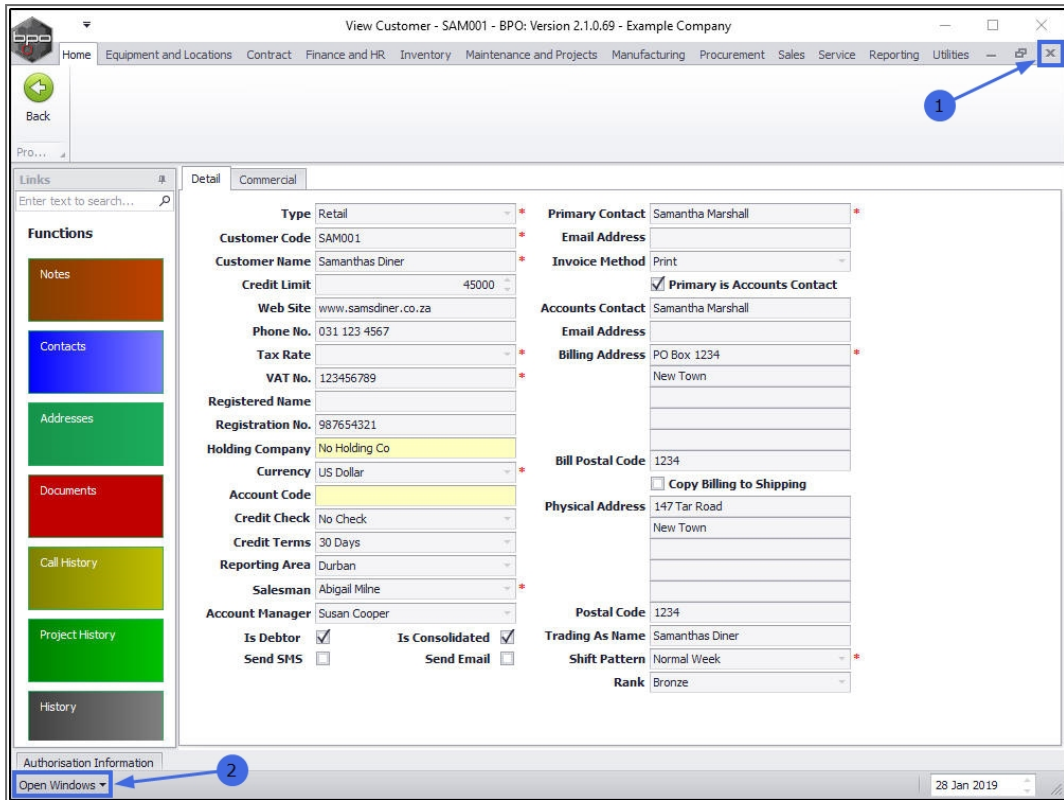 bpo
View Customer - SAM001 - BPO: Version 2.1.0.69 - Example Company
Home Equipment and Locations Contract Finance and HR Inventory Maintenance and Projects Manufacturing Procurement Sales Service Reporting Utilities
1
Back
Pro...
Links
Enter text to search...
Functions
Notes
Contacts
Addresses
Documents
Call History
Project History
History
Detail Commercial
Type Retail *
Customer Code SAM001 *
Customer Name Samanthas Diner *
Credit Limit 45000
Web Site www.samsdiner.co.za
Phone No. 031 123 4567
Tax Rate *
VAT No. 123456789 *
Registered Name
Registration No. 987654321
Holding Company No Holding Co
Currency US Dollar *
Account Code
Credit Check No Check
Credit Terms 30 Days
Reporting Area Durban
Salesman Abigail Milne *
Account Manager Susan Cooper
Is Debtor Is Consolidated
Send SMS Send Email
Primary Contact Samantha Marshall *
Email Address
Invoice Method Print
Primary is Accounts Contact
Accounts Contact Samantha Marshall
Email Address
Billing Address PO Box 1234 *
New Town
Bill Postal Code 1234
Copy Billing to Shipping
Physical Address 147 Tar Road
New Town
Postal Code 1234
Trading As Name Samanthas Diner
Shift Pattern Normal Week *
Rank Bronze
Authorisation Information
2
Open Windows
28 Jan 2019